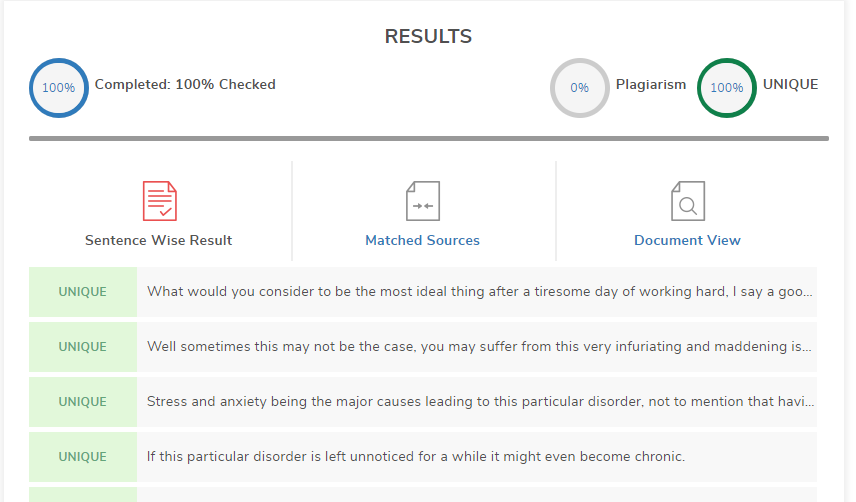 RESULTS
100% Completed: 100% Checked 0% Plagiarism 100% UNIQUE
Sentence Wise Result Matched Sources Document View
UNIQUE What would you consider to be the most ideal thing after a tiresome day of working hard, I say a goo...
UNIQUE Well sometimes this may not be the case, you may suffer from this very infuriating and maddening is...
UNIQUE Stress and anxiety being the major causes leading to this particular disorder, not to mention that havi...
UNIQUE If this particular disorder is left unnoticed for a while it might even become chronic.